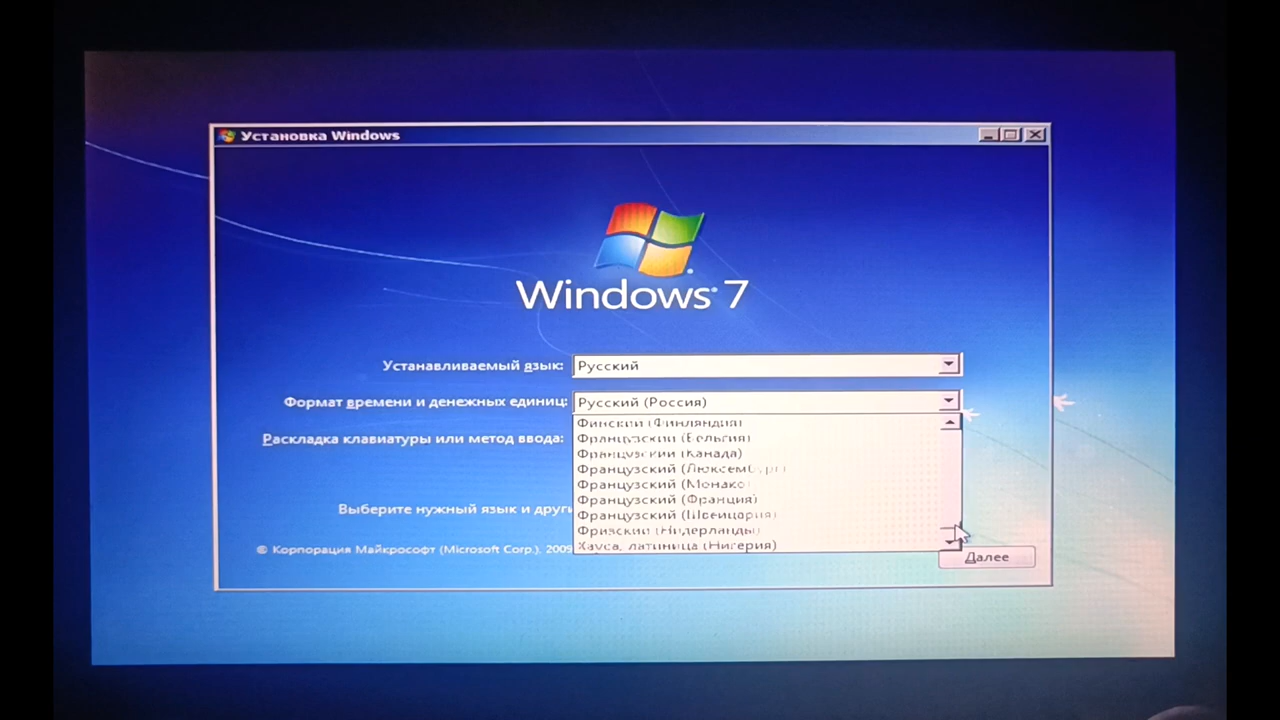 Установка Windows
Windows 7
Устанавливаемый язык: Русский
Формат времени и денежных единиц: Русский (Россия)
Финский (Финляндия)
Раскладка клавиатуры или метод ввода:
Французский (Бельгия)
Французский (Канада)
Французский (Люксембург)
Французский (Монако)
Французский (Франция)
Выберите нужный язык и други
Французский (Швейцария)
Фризский (Нидерланды)
© Корпорация Майкрософт (Microsoft Corp.), 2009
Хауса, латиница (Нигерия)
Далее